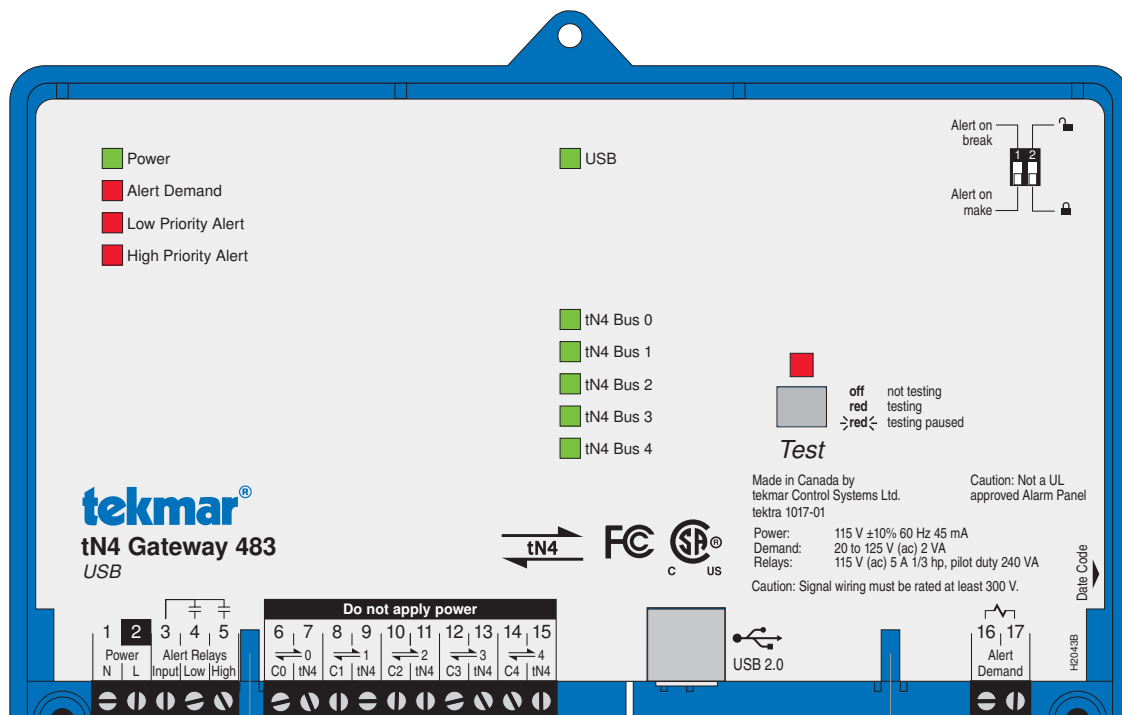 Alert on
break
1 2
Alert on
make
Power
Alert Demand
Low Priority Alert
High Priority Alert
USB
tN4 Bus 0
tN4 Bus 1
tN4 Bus 2
tN4 Bus 3
tN4 Bus 4
off not testing
red testing
red testing paused
Test
tekmar®
tN4 Gateway 483
USB
tN4
FC
SA®
C US
Made in Canada by
tekmar Control Systems Ltd.
tektra 1017-01
Caution: Not a UL
approved Alarm Panel
Power: 115 V ±10% 60 Hz 45 mA
Demand: 20 to 125 V (ac) 2 VA
Relays: 115 V (ac) 5 A 1/3 hp, pilot duty 240 VA
Caution: Signal wiring must be rated at least 300 V.
Date Code
H2043B
Do not apply power
1 2 3 4 5 6 7 8 9 10 11 12 13 14 15
Power Alert Relays 0 1 2 3 4
N L Input Low High C0 tN4 C1 tN4 C2 tN4 C3 tN4 C4 tN4
USB 2.0
16 17
Alert
Demand